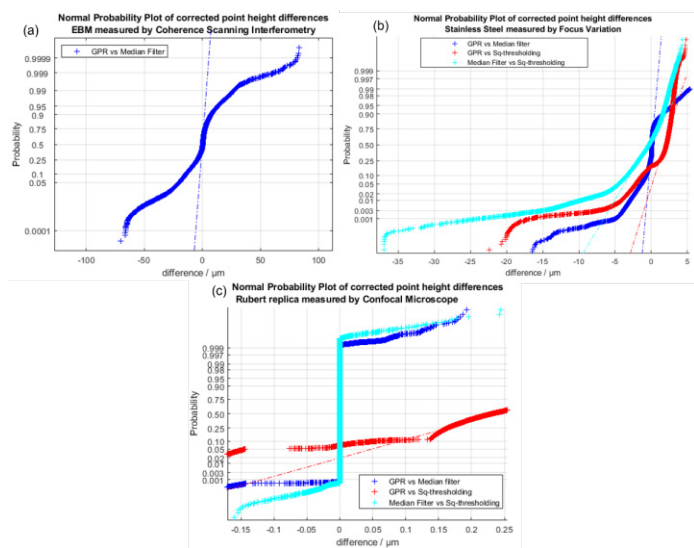 (a)
Normal Probability Plot of corrected point height differences
EBM measured by Coherence Scanning Interferometry
GPR vs Median Filter
Probability
0.9999
0.999
0.99
0.95
0.9
0.75
0.5
0.25
0.1
0.05
0.0001
-100
-50
0
50
100
difference / µm
(b)
Normal Probability Plot of corrected point height differences
Stainless Steel measured by Focus Variation
GPR vs Median filter
GPR vs Sq-thresholding
Median Filter vs Sq-thresholding
Probability
0.999
0.997
0.99
0.98
0.95
0.90
0.75
0.50
0.25
0.10
0.05
0.02
0.01
0.003
0.001
-35
-30
-25
-20
-15
-10
-5
0
5
difference / µm
(c)
Normal Probability Plot of corrected point height differences
Rubert replica measured by Confocal Microscope
Probability
0.999
0.997
0.99
0.98
0.95
0.90
0.75
0.50
0.25
0.10
0.05
0.02
0.01
0.003
0.001
GPR vs Median filter
GPR vs Sq-thresholding
Median Filter vs Sq-thresholding
-0.15
-0.1
-0.05
0
0.05
0.1
0.15
0.2
0.25
difference / µm